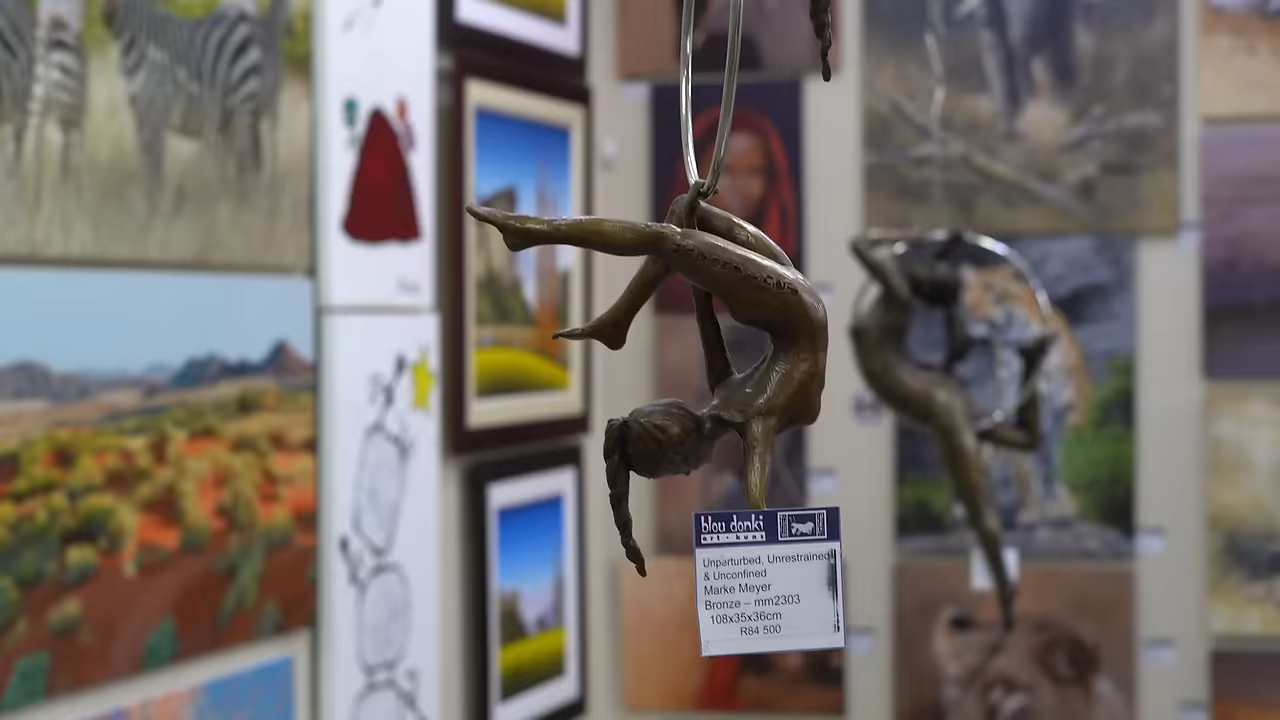 blou donki
art • kuns
Unperturbed, Unrestrained
& Unconfined
Marke Meyer
Bronze – mm2303
108x35x36cm
R84 500